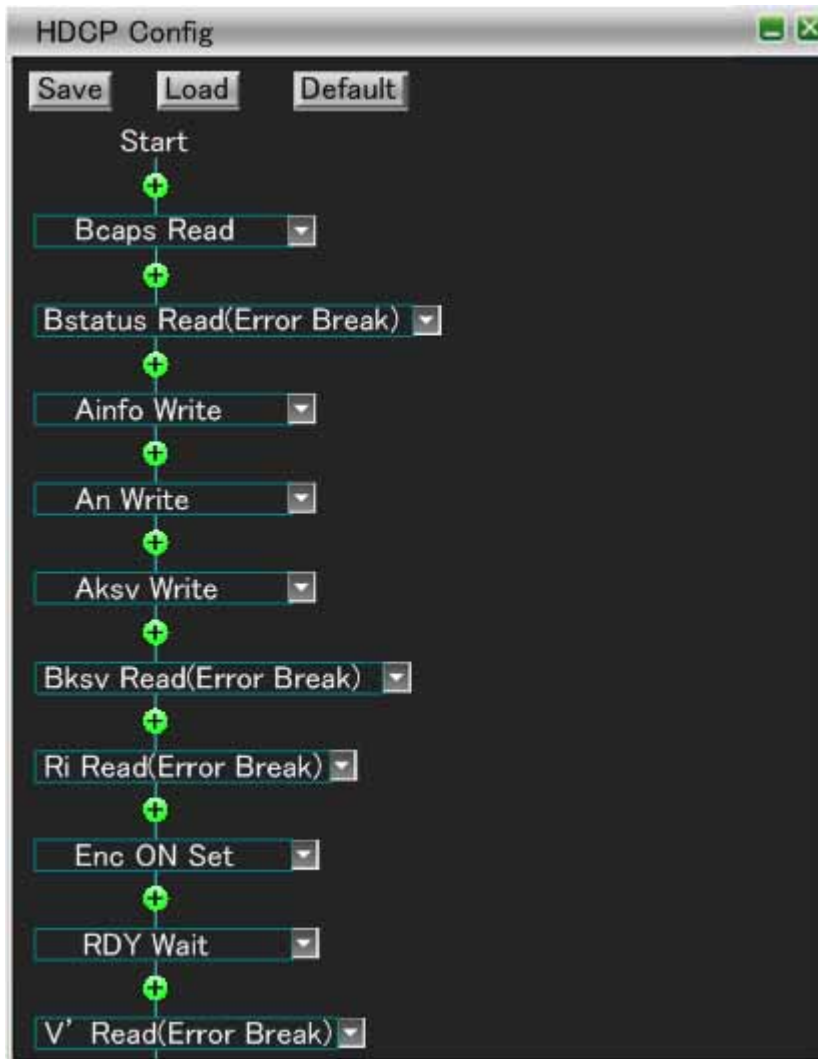 HDCP Config
Save Load Default
Start
Bcaps Read
Bstatus Read(Error Break)
Ainfo Write
An Write
Aksv Write
Bksv Read(Error Break)
Ri Read(Error Break)
Enc ON Set
RDY Wait
V’ Read(Error Break)